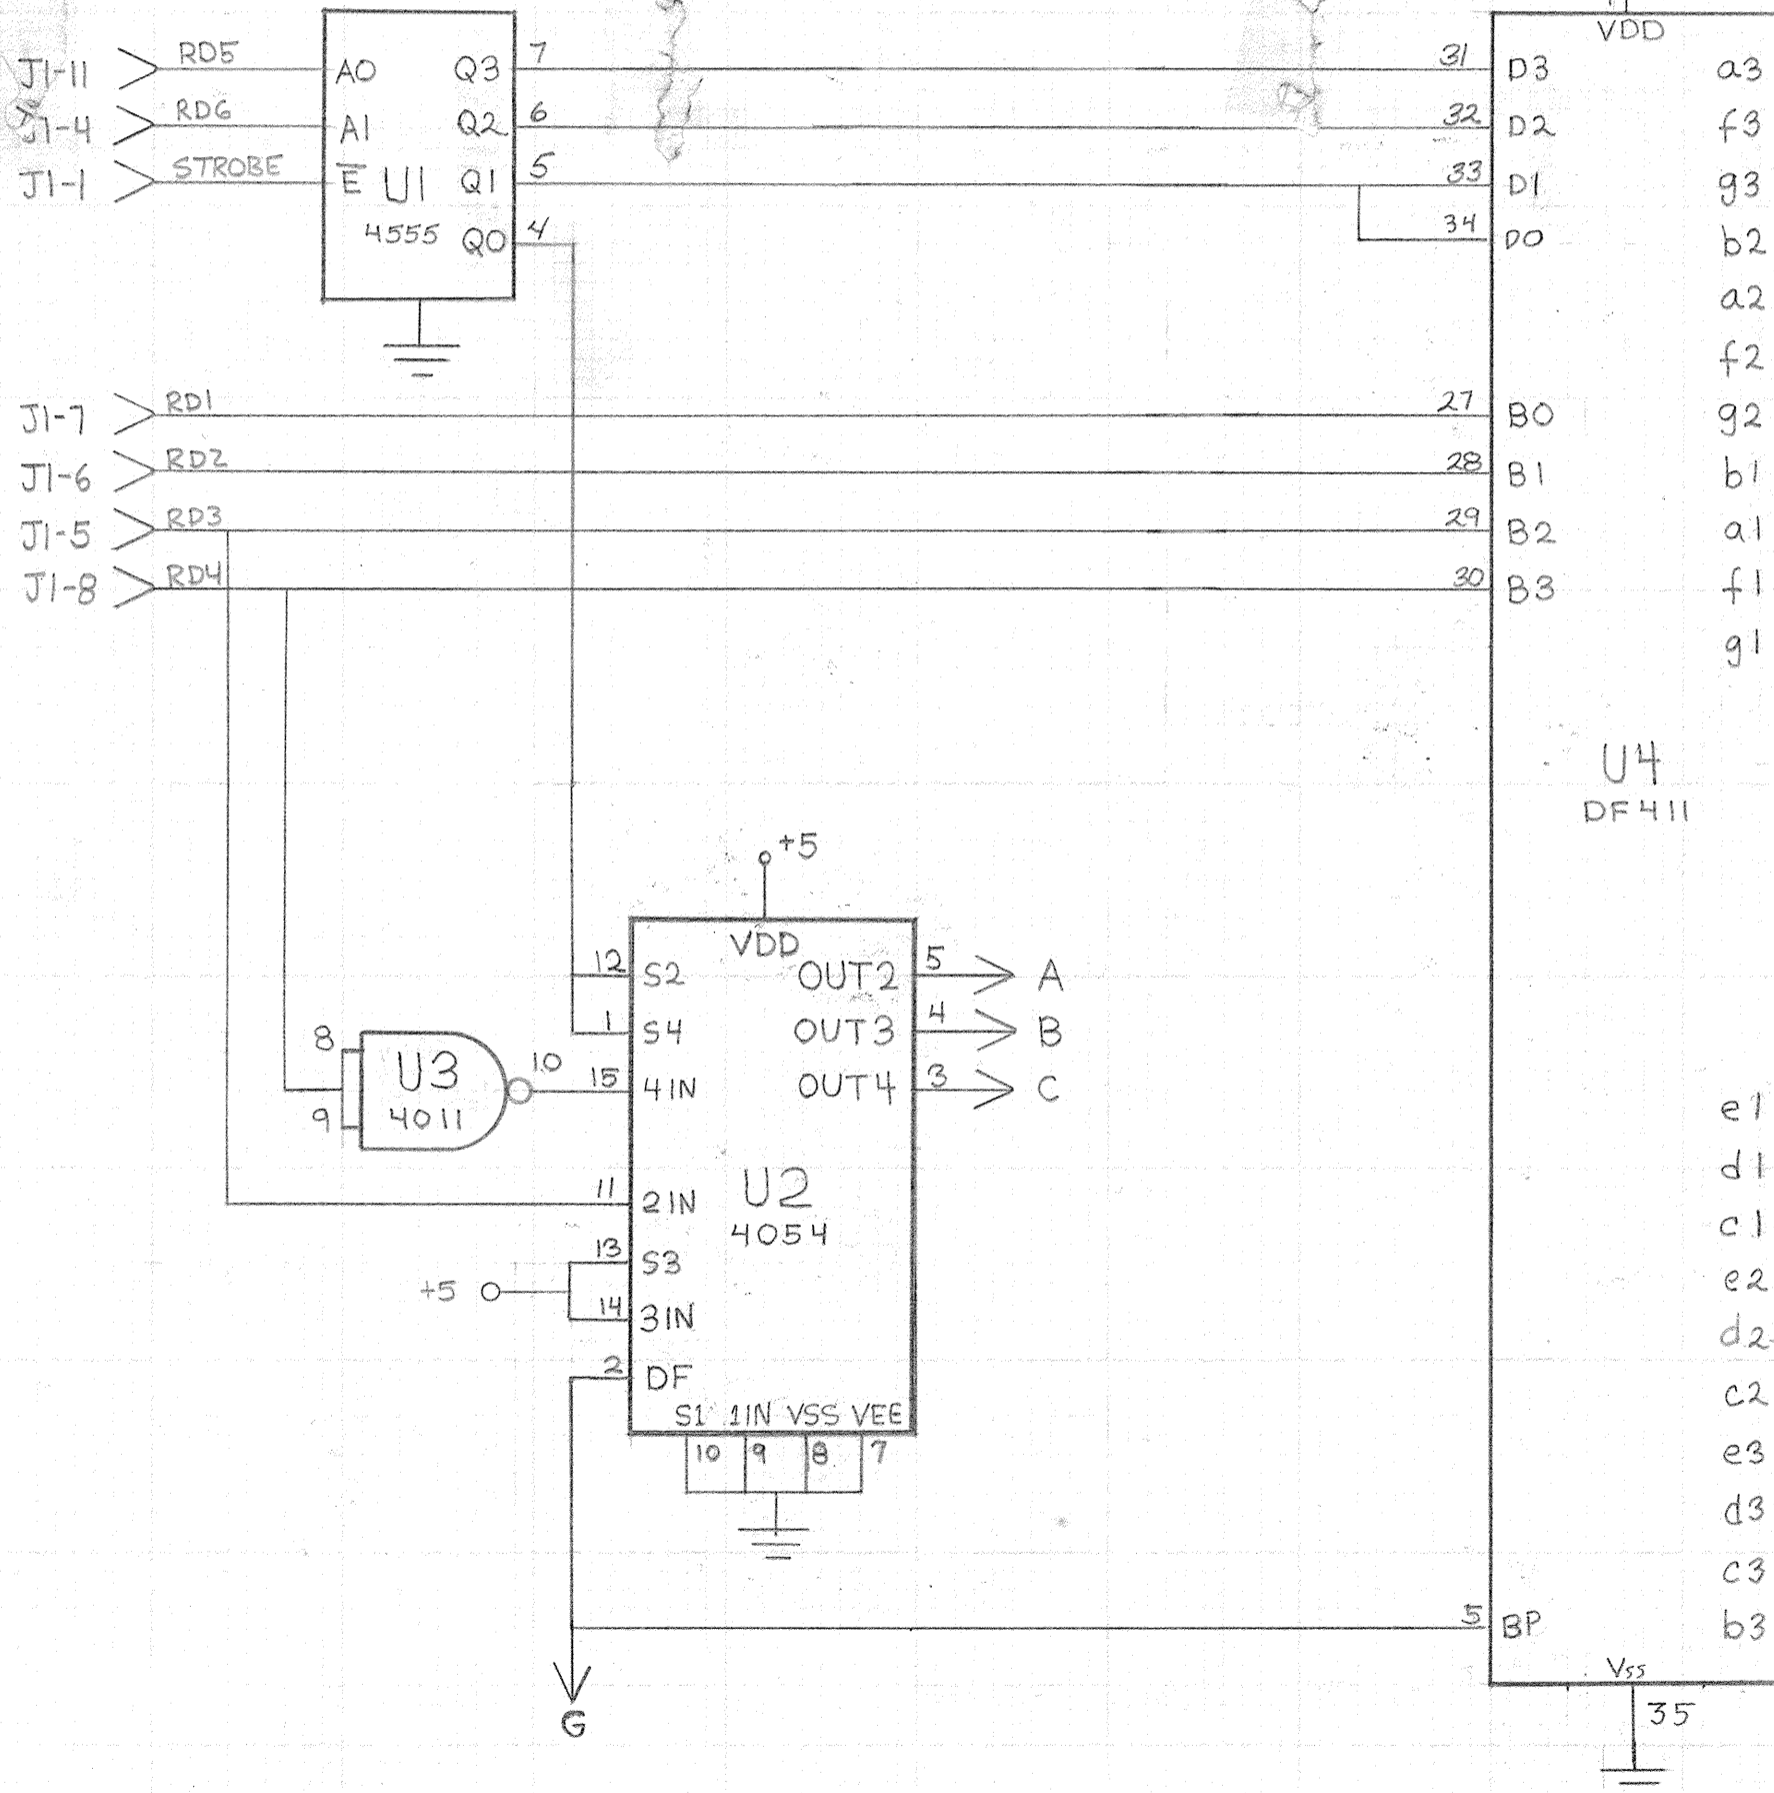 VDD
J1-11 RD5 A0 Q3 7 31 D3 a3
J1-4 RD6 A1 Q2 6 32 D2 f3
J1-1 STROBE E U1 Q1 5 33 D1 g3
4555 Q0 4 34 D0 b2
a2
f2
J1-7 RD1 27 B0 g2
J1-6 RD2 28 B1 b1
J1-5 RD3 29 B2 a1
J1-8 RD4 30 B3 f1
g1
U4
DF411
+5
VDD
12 S2 OUT2 5 A
1 S4 OUT3 4 B
8 U3 10 15 4IN OUT4 3 C
9 4011
e1
d1
11 2IN U2
4054
c1
13 S3
e2
+5
14 3IN
d2
2 DF
c2
S1 1IN VSS VEE
10 9 8 7
e3
d3
c3
5 BP b3
Vss
35
G